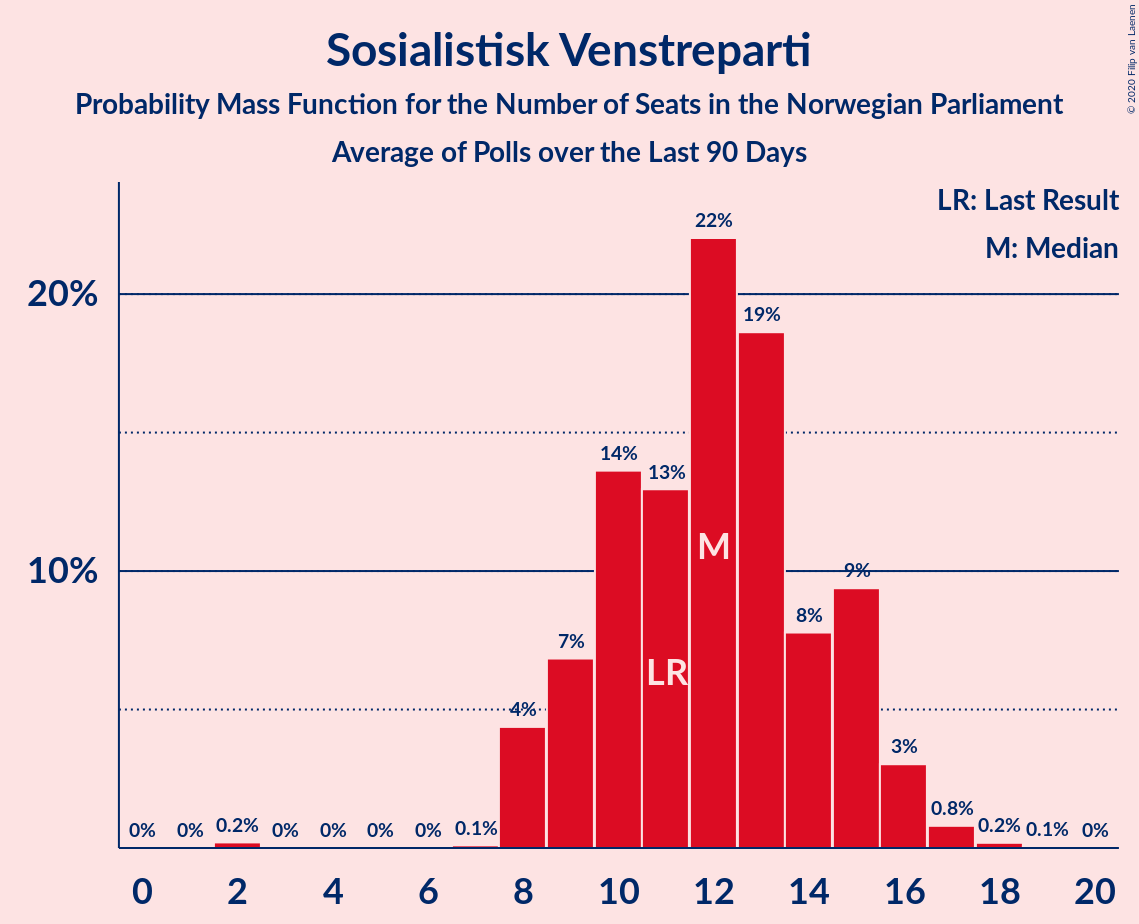 © 2020 Filip van Laenen
Sosialistisk Venstreparti
Probability Mass Function for the Number of Seats in the Norwegian Parliament
Average of Polls over the Last 90 Days
LR: Last Result
M: Median
22%
20%
19%
14%
13%
M
10%
9%
8%
7%
LR
4%
3%
0% 0% 0.2% 0% 0% 0% 0% 0.1% 0.8% 0.2% 0.1% 0%
0 2 4 6 8 10 12 14 16 18 20